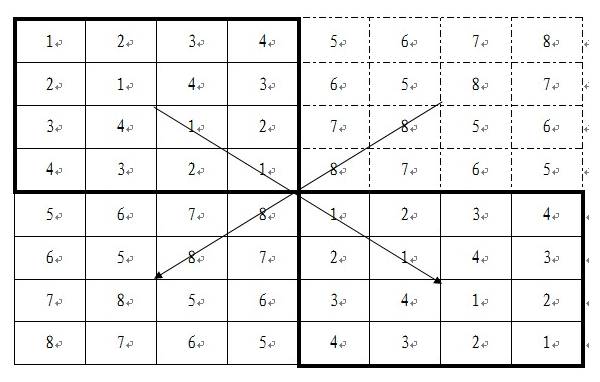 1 2 3 4 5 6 7 8
2 1 4 3 6 5 8 7
3 4 1 2 7 8 5 6
4 3 2 1 8 7 6 5
5 6 7 8 1 2 3 4
6 5 8 7 2 1 4 3
7 8 5 6 3 4 1 2
8 7 6 5 4 3 2 1